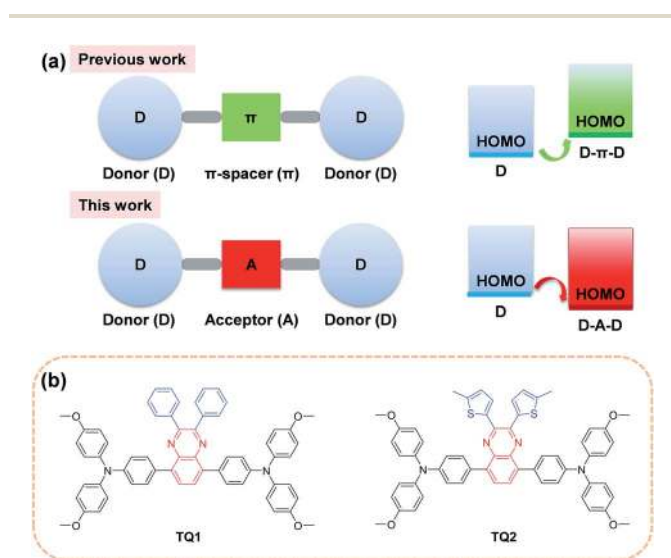 (a)
Previous work
D π D HOMO HOMO
Donor (D) π-spacer (π) Donor (D) D D-π-D
This work
D A D HOMO HOMO
Donor (D) Acceptor (A) Donor (D) D D-A-D
(b)
S S
O N N O O N N O
N N N N
O O O O
TQ1 TQ2